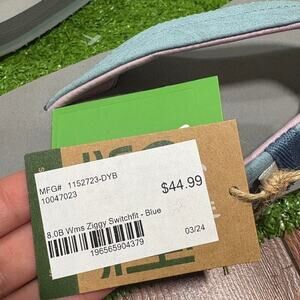 MFG# 1152723-DYB
10047023
$44.99
8.0B Wms Ziggy Switchfit - Blue
196565904379
03/24